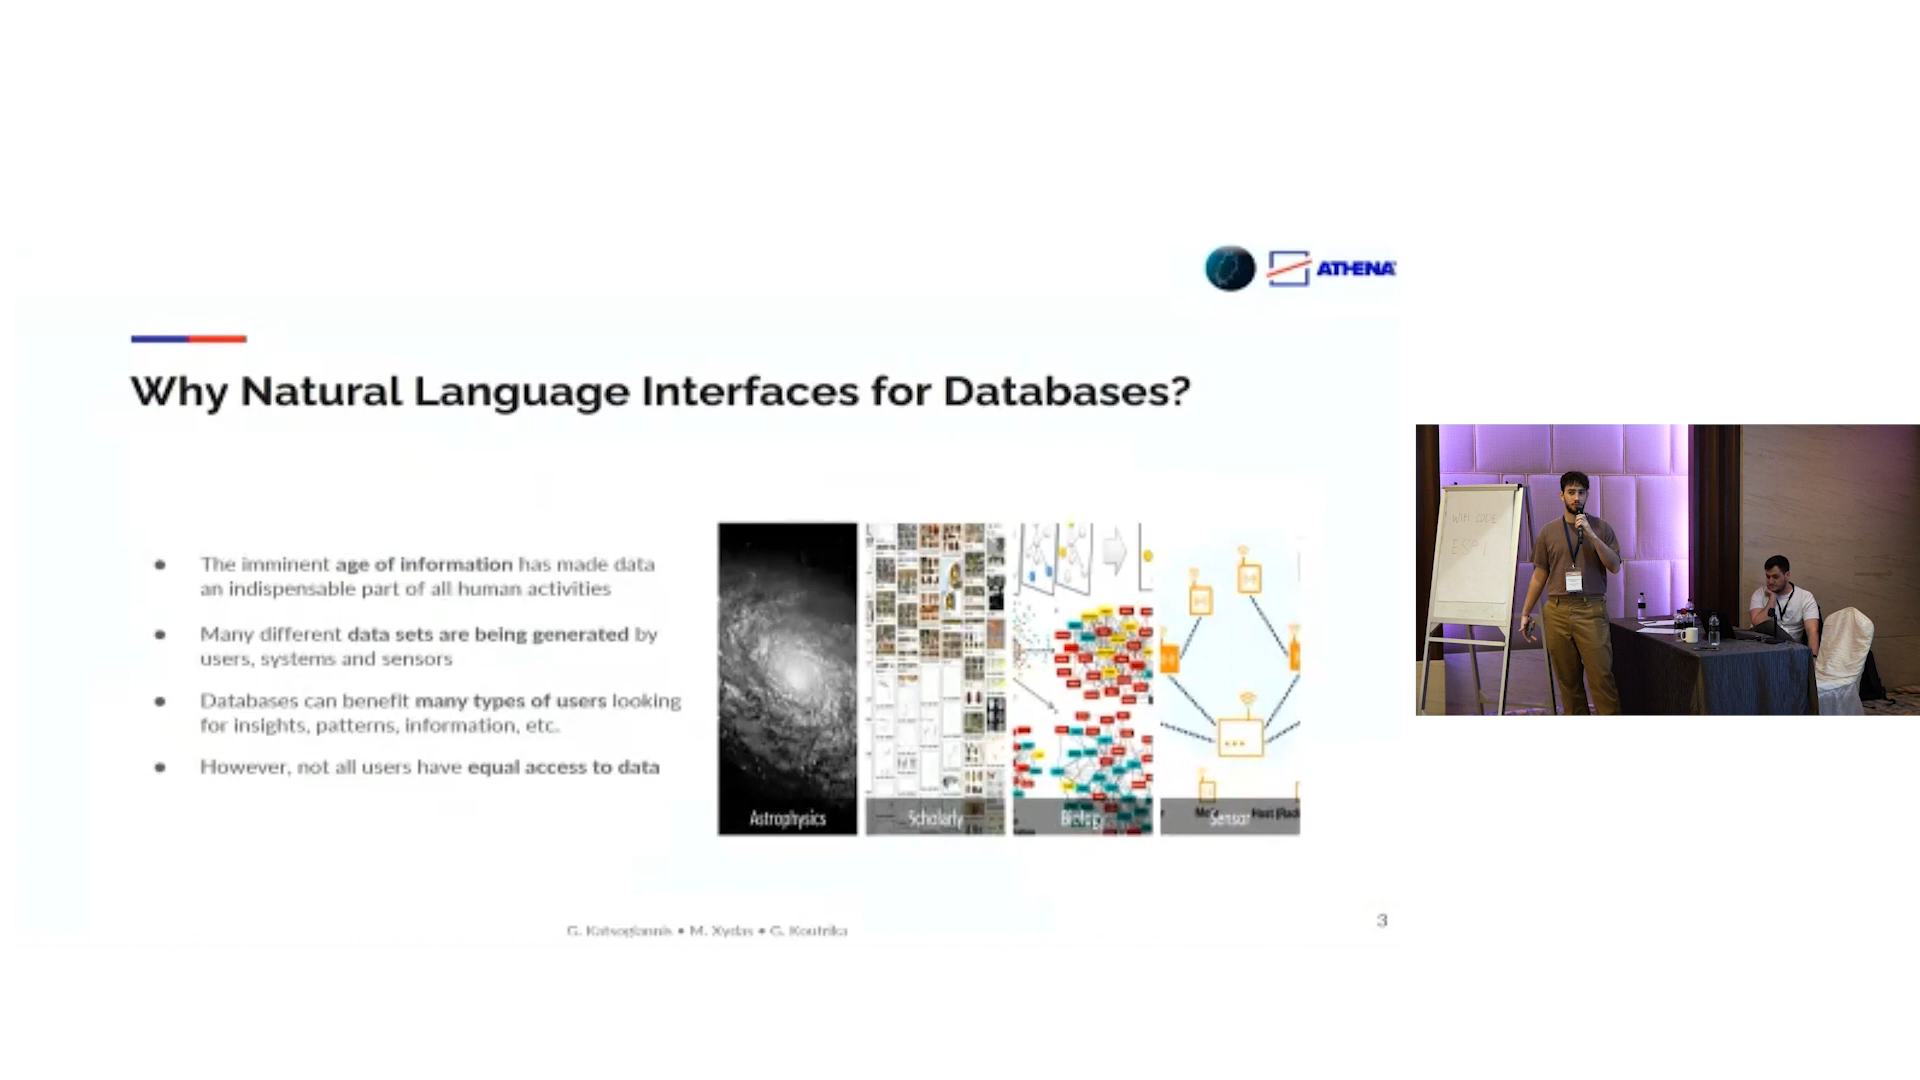 ATHENA
Why Natural Language Interfaces for Databases?
The imminent age of information has made data
an indispensable part of all human activities
Many different data sets are being generated by
users, systems and sensors
Databases can benefit many types of users looking
for insights, patterns, information, etc.
However, not all users have equal access to data
Astrophysics
Scholarly
Biology
Sensor
G. Katsogiannis • M. Xydas • G. Koutrika
3
WIFI CODE